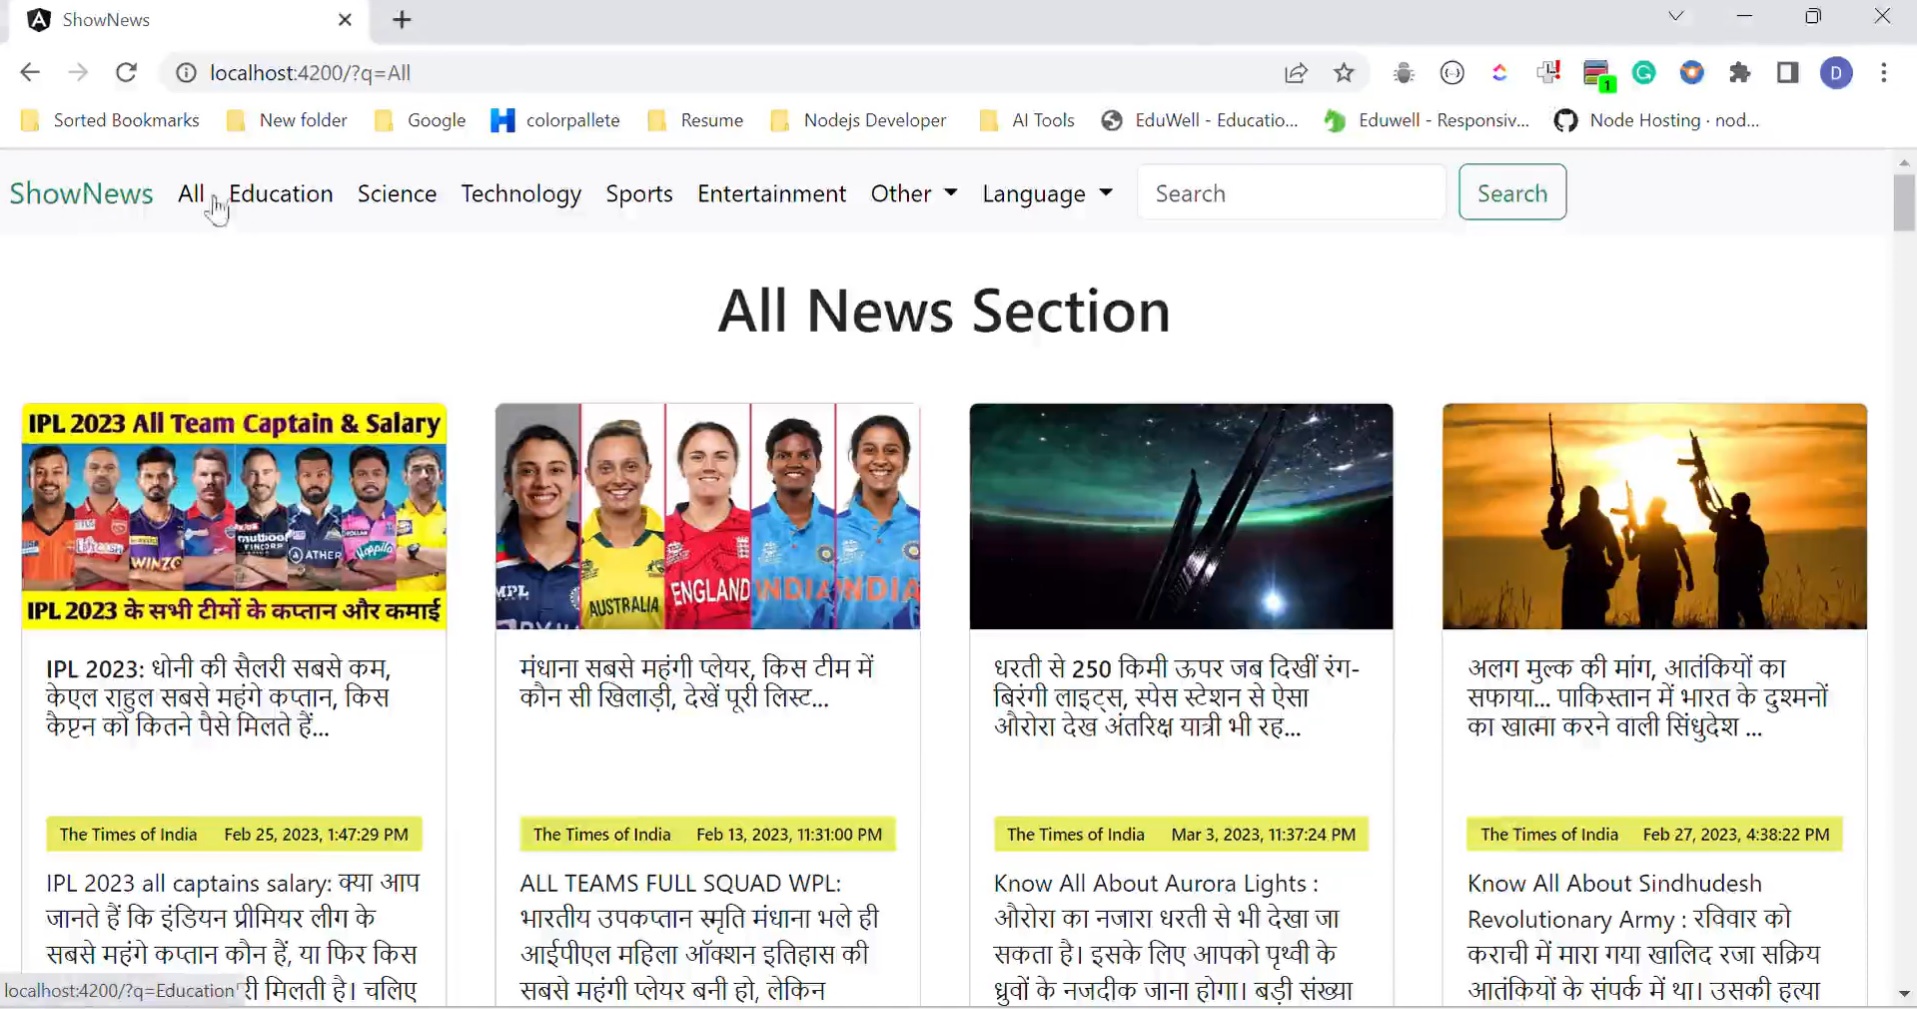 ShowNews
localhost:4200/?q=All
D
1
Sorted Bookmarks
New folder
Google
colorpallete
Resume
Nodejs Developer
AI Tools
EduWell - Educatio...
Eduwell - Responsiv...
Node Hosting · nod...
ShowNews
All
Education
Science
Technology
Sports
Entertainment
Other
Language
Search
Search
All News Section
IPL 2023 All Team Captain & Salary
WINZO
FINCORP
ATHER
IPL 2023 के सभी टीमों के कप्तान और कमाई
IPL 2023: धोनी की सैलरी सबसे कम,
केएल राहुल सबसे महंगे कप्तान, किस
कैप्टन को कितने पैसे मिलते हैं...
The Times of India Feb 25, 2023, 1:47:29 PM
IPL 2023 all captains salary: क्या आप
जानते हैं कि इंडियन प्रीमियर लीग के
सबसे महंगे कप्तान कौन हैं, या फिर किस
री मिलती है। चलिए
MPL
AUSTRALIA
ENGLAND
INDIA
INDIA
मंधाना सबसे महंगी प्लेयर, किस टीम में
कौन सी खिलाड़ी, देखें पूरी लिस्ट...
The Times of India Feb 13, 2023, 11:31:00 PM
ALL TEAMS FULL SQUAD WPL:
भारतीय उपकप्तान स्मृति मंधाना भले ही
आईपीएल महिला ऑक्शन इतिहास की
सबसे महंगी प्लेयर बनी हो, लेकिन
धरती से 250 किमी ऊपर जब दिखीं रंग-
बिरंगी लाइट्स, स्पेस स्टेशन से ऐसा
औरोरा देख अंतरिक्ष यात्री भी रह...
The Times of India Mar 3, 2023, 11:37:24 PM
Know All About Aurora Lights :
औरोरा का नजारा धरती से भी देखा जा
सकता है। इसके लिए आपको पृथ्वी के
ध्रुवों के नजदीक जाना होगा। बड़ी संख्या
अलग मुल्क की मांग, आतंकियों का
सफाया... पाकिस्तान में भारत के दुश्मनों
का खात्मा करने वाली सिंधुदेश ...
The Times of India Feb 27, 2023, 4:38:22 PM
Know All About Sindhudesh
Revolutionary Army : रविवार को
कराची में मारा गया खालिद रजा सक्रिय
आतंकियों के संपर्क में था। उसकी हत्या
localhost:4200/?q=Education